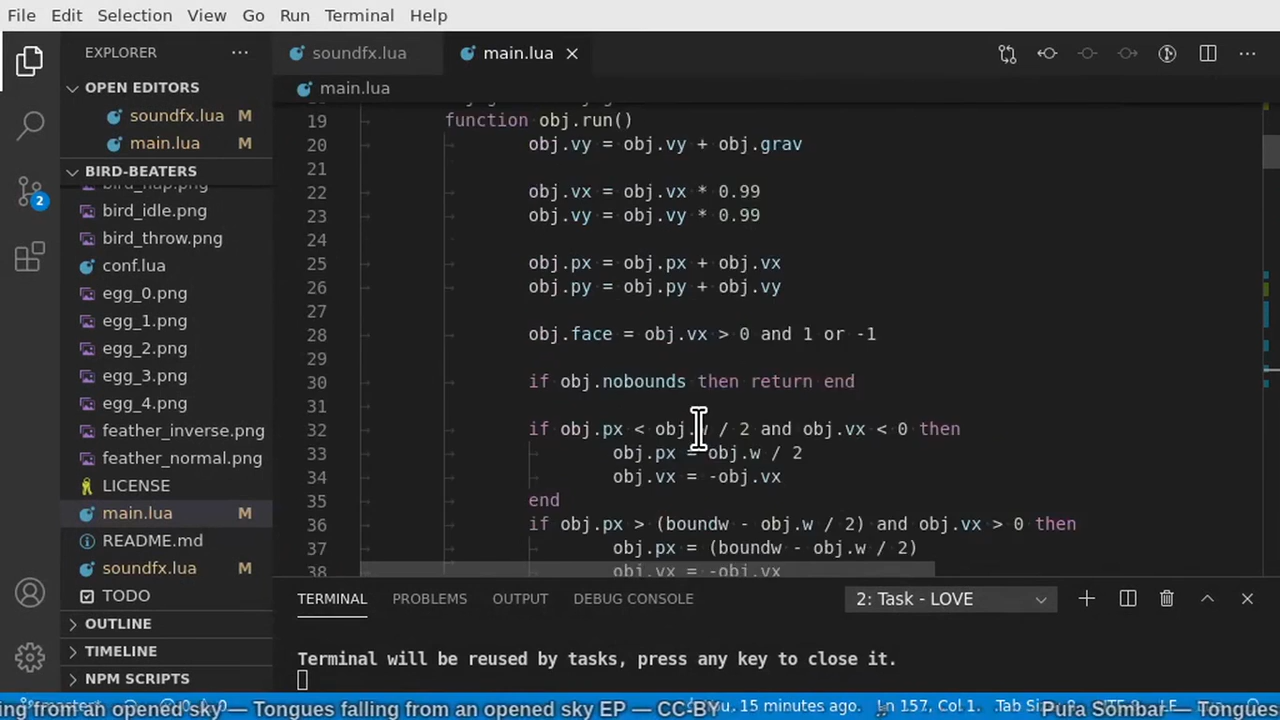 File Edit Selection View Go Run Terminal Help
EXPLORER
soundfx.lua
main.lua
OPEN EDITORS
main.lua
soundfx.lua M
main.lua M
BIRD-BEATERS
bird_flap.png
bird_idle.png
bird_throw.png
conf.lua
egg_0.png
egg_1.png
egg_2.png
egg_3.png
egg_4.png
feather_inverse.png
feather_normal.png
LICENSE
main.lua M
README.md
soundfx.lua M
TODO
OUTLINE
TIMELINE
NPM SCRIPTS
2
19 function obj.run()
20 obj.vy = obj.vy + obj.grav
21
22 obj.vx = obj.vx * 0.99
23 obj.vy = obj.vy * 0.99
24
25 obj.px = obj.px + obj.vx
26 obj.py = obj.py + obj.vy
27
28 obj.face = obj.vx > 0 and 1 or -1
29
30 if obj.nobounds then return end
31
32 if obj.px < obj.w / 2 and obj.vx < 0 then
33 obj.px = obj.w / 2
34 obj.vx = -obj.vx
35 end
36 if obj.px > (boundw - obj.w / 2) and obj.vx > 0 then
37 obj.px = (boundw - obj.w / 2)
38 obj.vx = -obj.vx
TERMINAL PROBLEMS OUTPUT DEBUG CONSOLE 2: Task - LOVE
Terminal will be reused by tasks, press any key to close it.
You, 15 minutes ago. Ln 157, Col 1
ing from an opened sky — Tongues falling from an opened sky EP — CC-BY ♫ Pura Sombar — Tongues